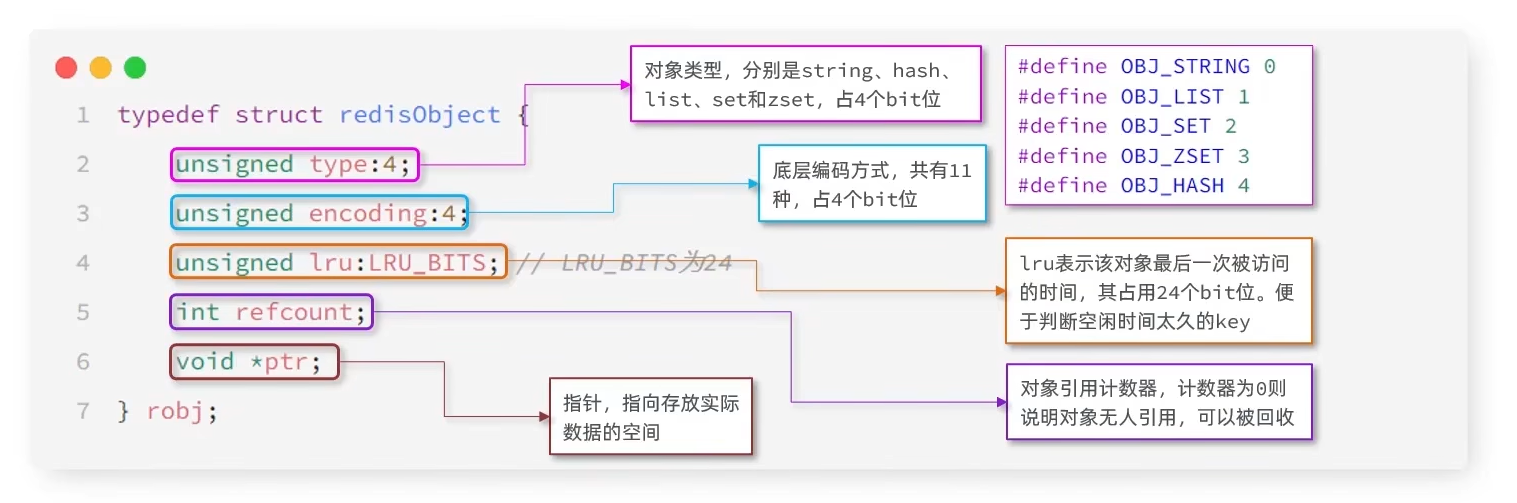 1 typedef struct redisObject {
2 unsigned type:4;
3 unsigned encoding:4;
4 unsigned lru:LRU_BITS; // LRU_BITS为24
5 int refcount;
6 void *ptr;
7 } robj;
对象类型，分别是string、hash、
list、set和zset，占4个bit位
#define OBJ_STRING 0
#define OBJ_LIST 1
#define OBJ_SET 2
#define OBJ_ZSET 3
#define OBJ_HASH 4
底层编码方式，共有11
种，占4个bit位
lru表示该对象最后一次被访问
的时间，其占用24个bit位。便
于判断空闲时间太久的key
对象引用计数器，计数器为0则
说明对象无人引用，可以被回收
指针，指向存放实际
数据的空间